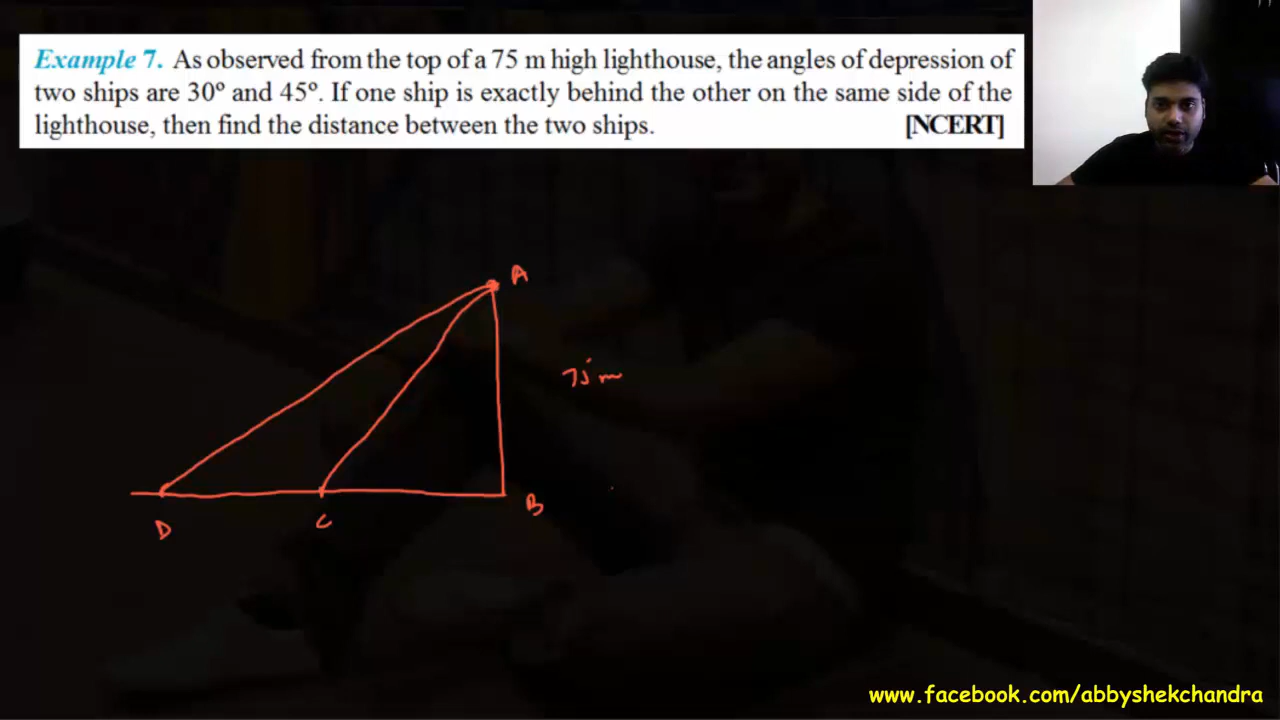 Example 7. As observed from the top of a 75 m high lighthouse, the angles of depression of
two ships are 30º and 45º. If one ship is exactly behind the other on the same side of the
lighthouse, then find the distance between the two ships. [NCERT]
A
75 m
B
D C
www.facebook.com/abbyshekchandra